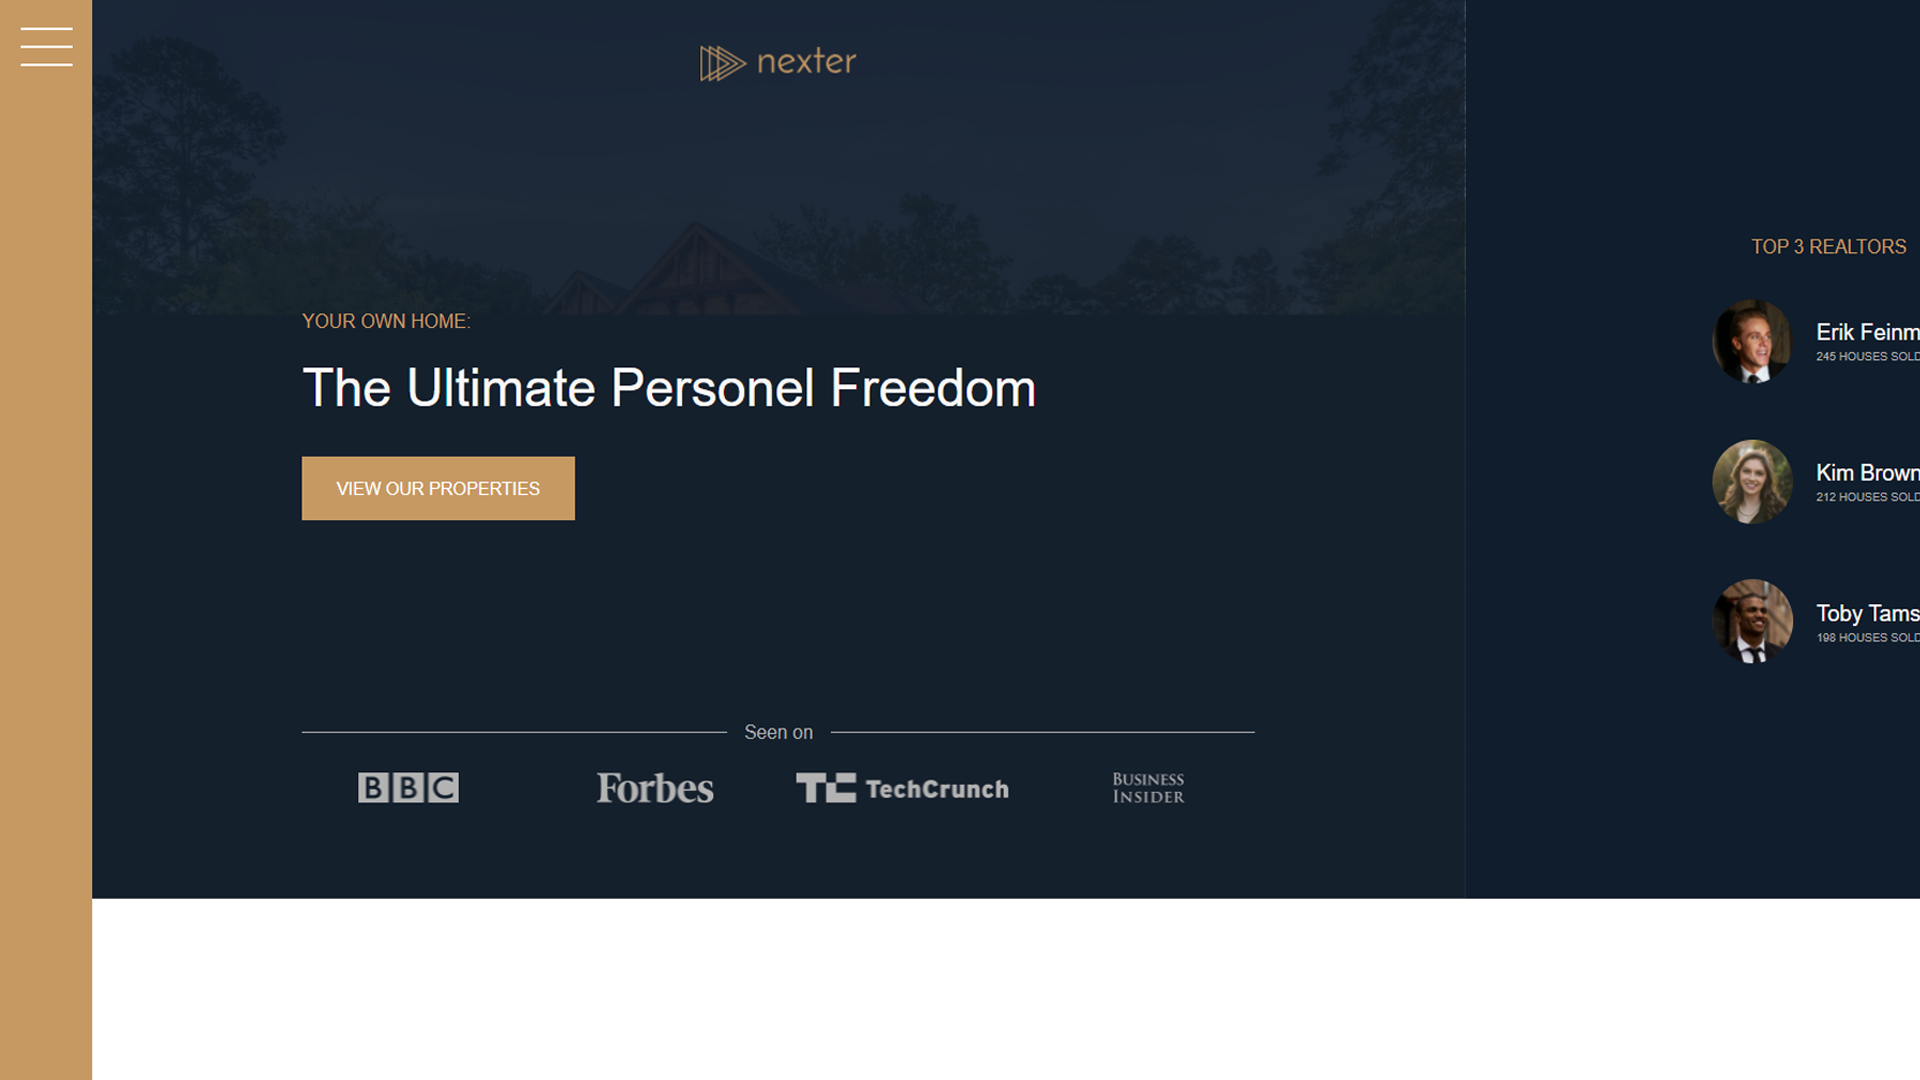 nexter
YOUR OWN HOME:
The Ultimate Personel Freedom
VIEW OUR PROPERTIES
Seen on
BBC
Forbes
TC TechCrunch
BUSINESS
INSIDER
TOP 3 REALTORS
Erik Feinm
245 HOUSES SOLD
Kim Brown
212 HOUSES SOLD
Toby Tams
198 HOUSES SOLD